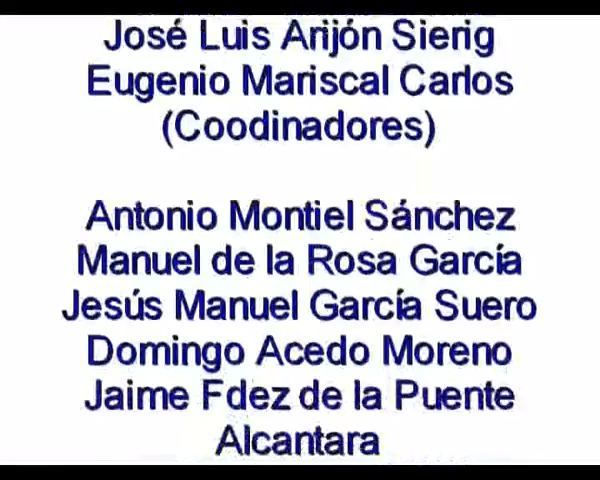 José Luis Arijón Sierig
Eugenio Mariscal Carlos
(Coodinadores)
Antonio Montiel Sánchez
Manuel de la Rosa García
Jesús Manuel García Suero
Domingo Acedo Moreno
Jaime Fdez de la Puente
Alcantara